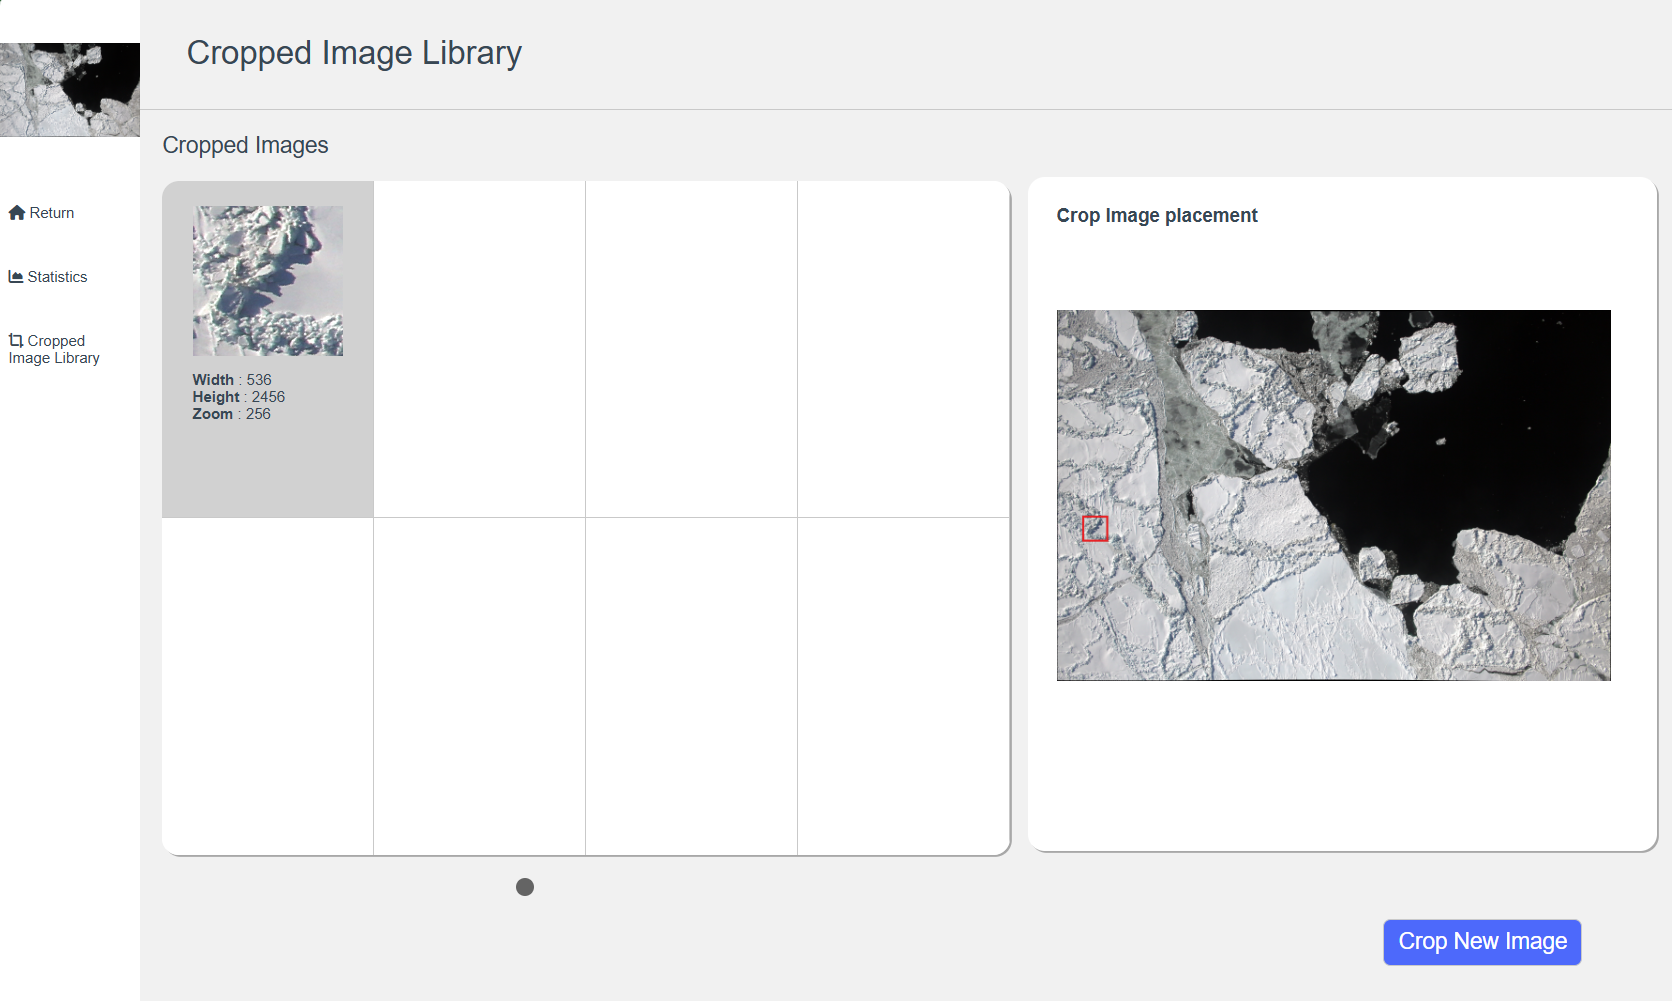 Cropped Image Library
Return
Statistics
Cropped
Image Library
Cropped Images
Width : 536
Height : 2456
Zoom : 256
Crop Image placement
Crop New Image